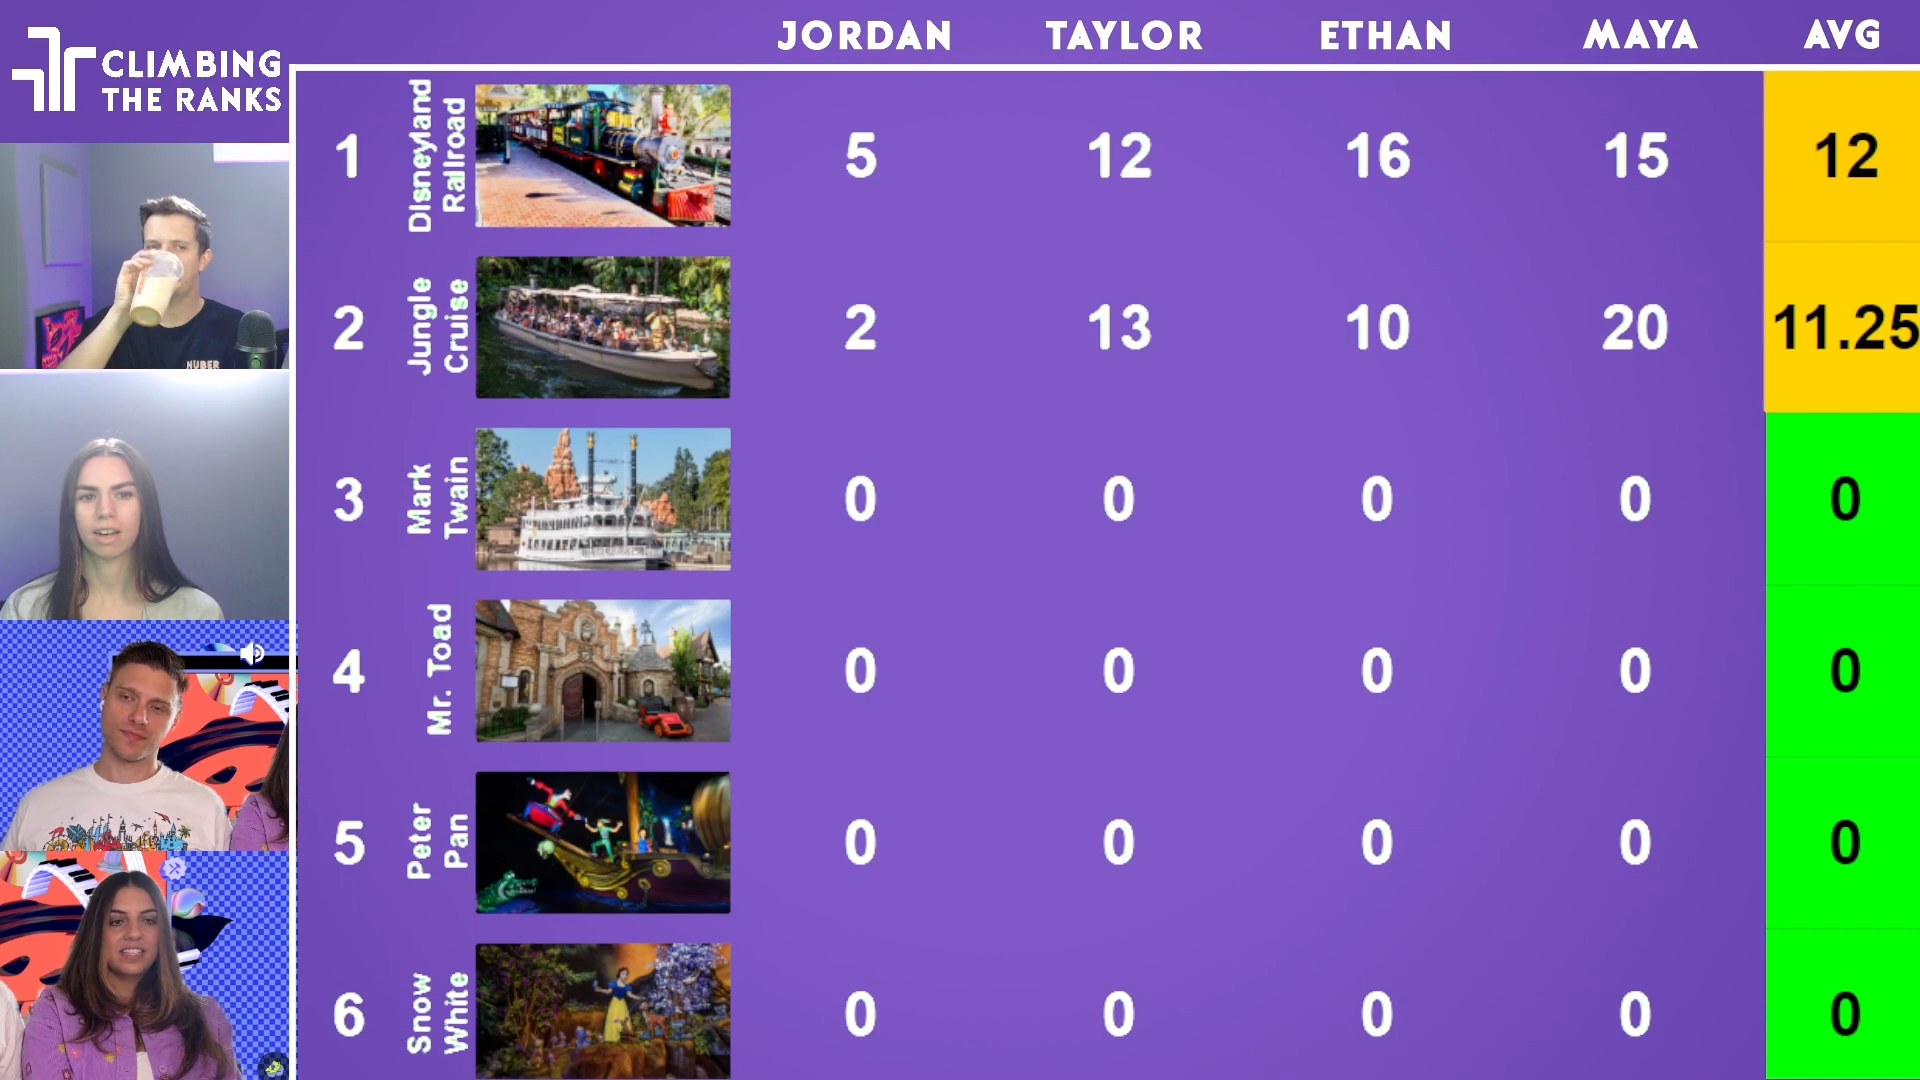 CLIMBING
THE RANKS
JORDAN TAYLOR ETHAN MAYA AVG
1 Disneyland Railroad 5 12 16 15 12
2 Jungle Cruise 2 13 10 20 11.25
3 Mark Twain 0 0 0 0 0
4 Mr. Toad 0 0 0 0 0
5 Peter Pan 0 0 0 0 0
6 Snow White 0 0 0 0 0
HUBER